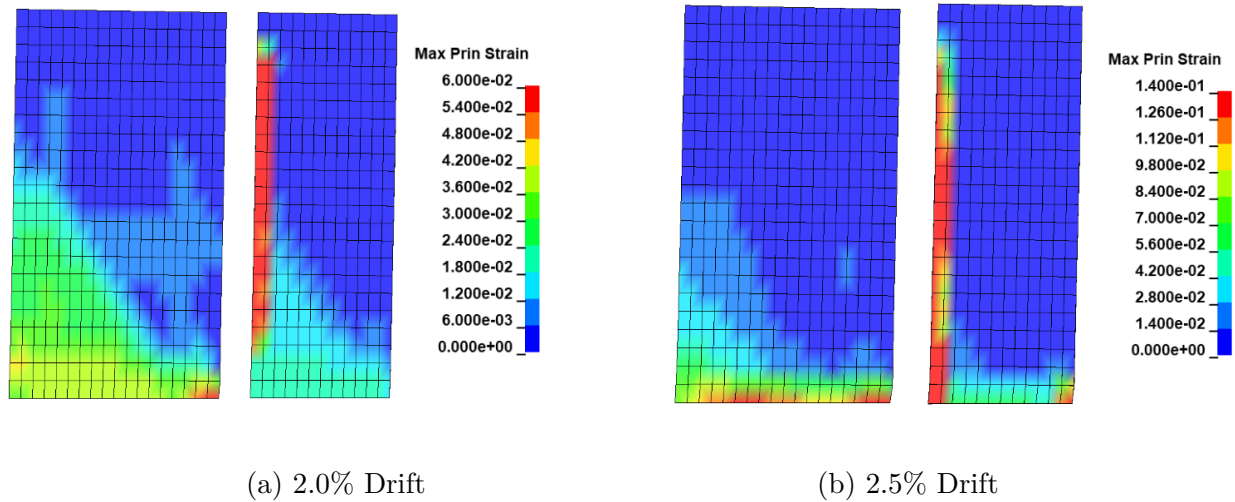 Max Prin Strain
6.000e-02
5.400e-02
4.800e-02
4.200e-02
3.600e-02
3.000e-02
2.400e-02
1.800e-02
1.200e-02
6.000e-03
0.000e+00
Max Prin Strain
1.400e-01
1.260e-01
1.120e-01
9.800e-02
8.400e-02
7.000e-02
5.600e-02
4.200e-02
2.800e-02
1.400e-02
0.000e+00
(a) 2.0% Drift
(b) 2.5% Drift